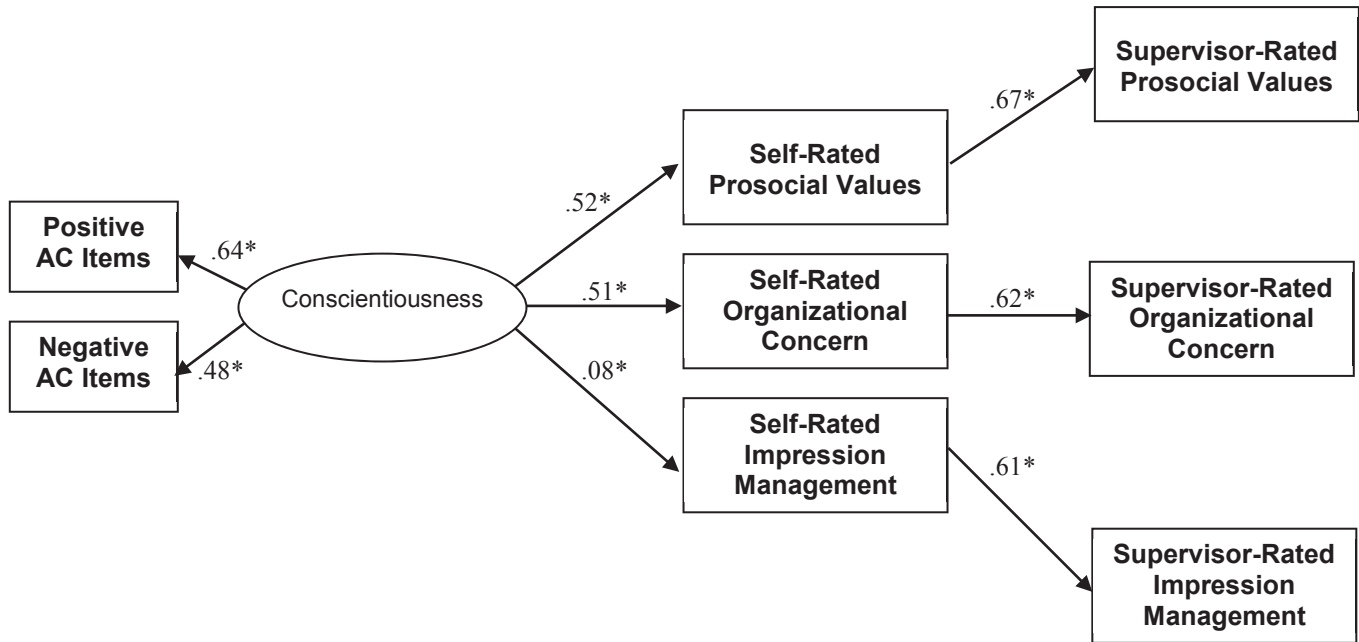 Positive
AC Items
.64*
Negative
AC Items
.48*
Conscientiousness
.52*
.51*
.08*
Self-Rated
Prosocial Values
.67*
Supervisor-Rated
Prosocial Values
Self-Rated
Organizational
Concern
.62*
Supervisor-Rated
Organizational
Concern
Self-Rated
Impression
Management
.61*
Supervisor-Rated
Impression
Management